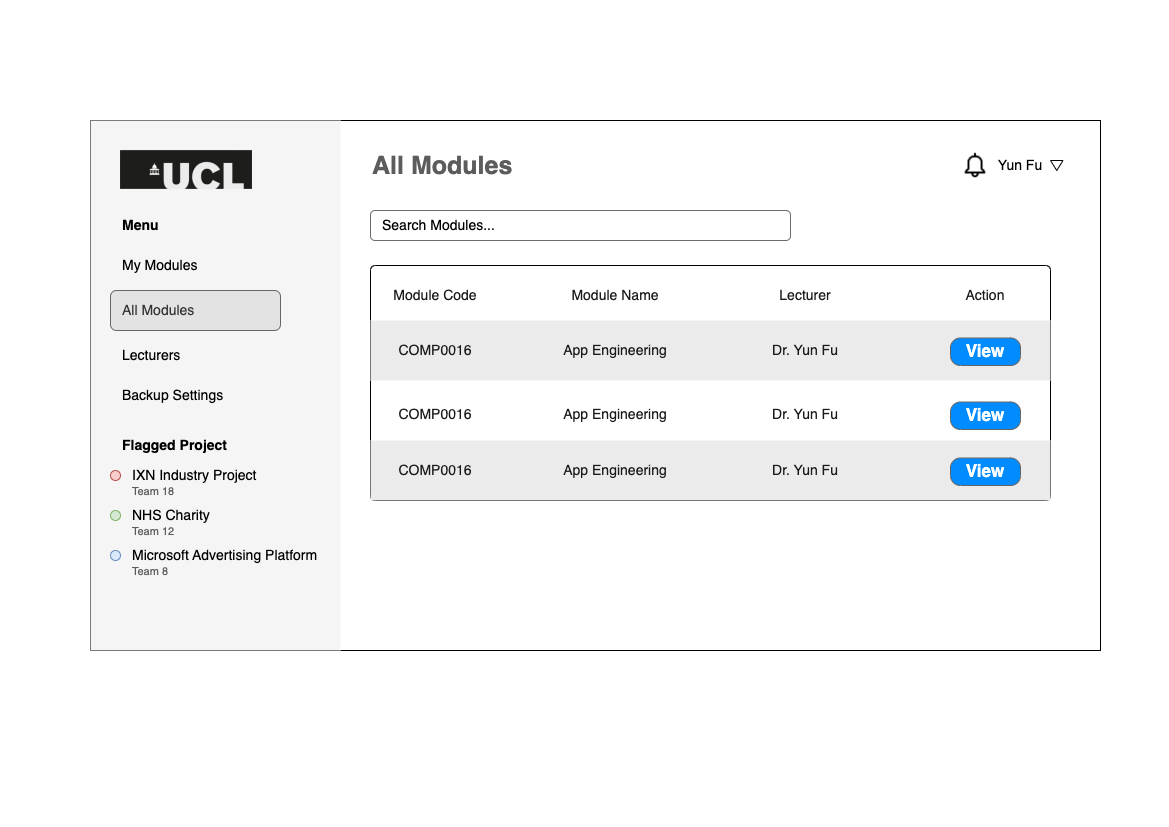 UCL
Menu
My Modules
All Modules
Lecturers
Backup Settings
Flagged Project
IXN Industry Project
Team 18
NHS Charity
Team 12
Microsoft Advertising Platform
Team 8
All Modules
Yun Fu
Search Modules...
Module Code Module Name Lecturer Action
COMP0016 App Engineering Dr. Yun Fu View
COMP0016 App Engineering Dr. Yun Fu View
COMP0016 App Engineering Dr. Yun Fu View